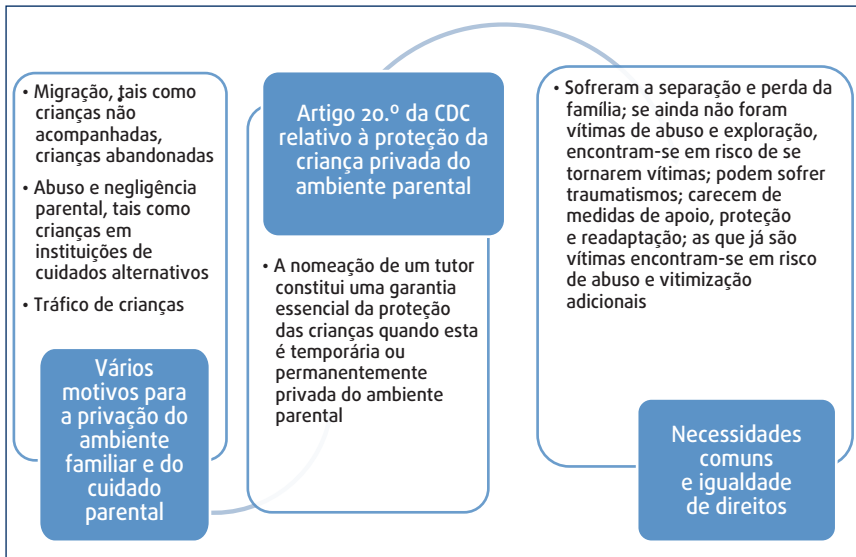 • Migração, tais como
crianças não
acompanhadas,
crianças abandonadas
• Abuso e negligência
parental, tais como
crianças em
instituições de
cuidados alternativos
• Tráfico de crianças
Vários
motivos para
a privação do
ambiente
familiar e do
cuidado
parental
Artigo 20.º da CDC
relativo à proteção da
criança privada do
ambiente parental
• A nomeação de um tutor
constitui uma garantia
essencial da proteção
das crianças quando esta
é temporária ou
permanentemente
privada do ambiente
parental
• Sofreram a separação e perda da
família; se ainda não foram
vítimas de abuso e exploração,
encontram-se em risco de se
tornarem vítimas; podem sofrer
traumatismos; carecem de
medidas de apoio, proteção
e readaptação; as que já são
vítimas encontram-se em risco
de abuso e vitimização
adicionais
Necessidades
comuns
e igualdade
de direitos